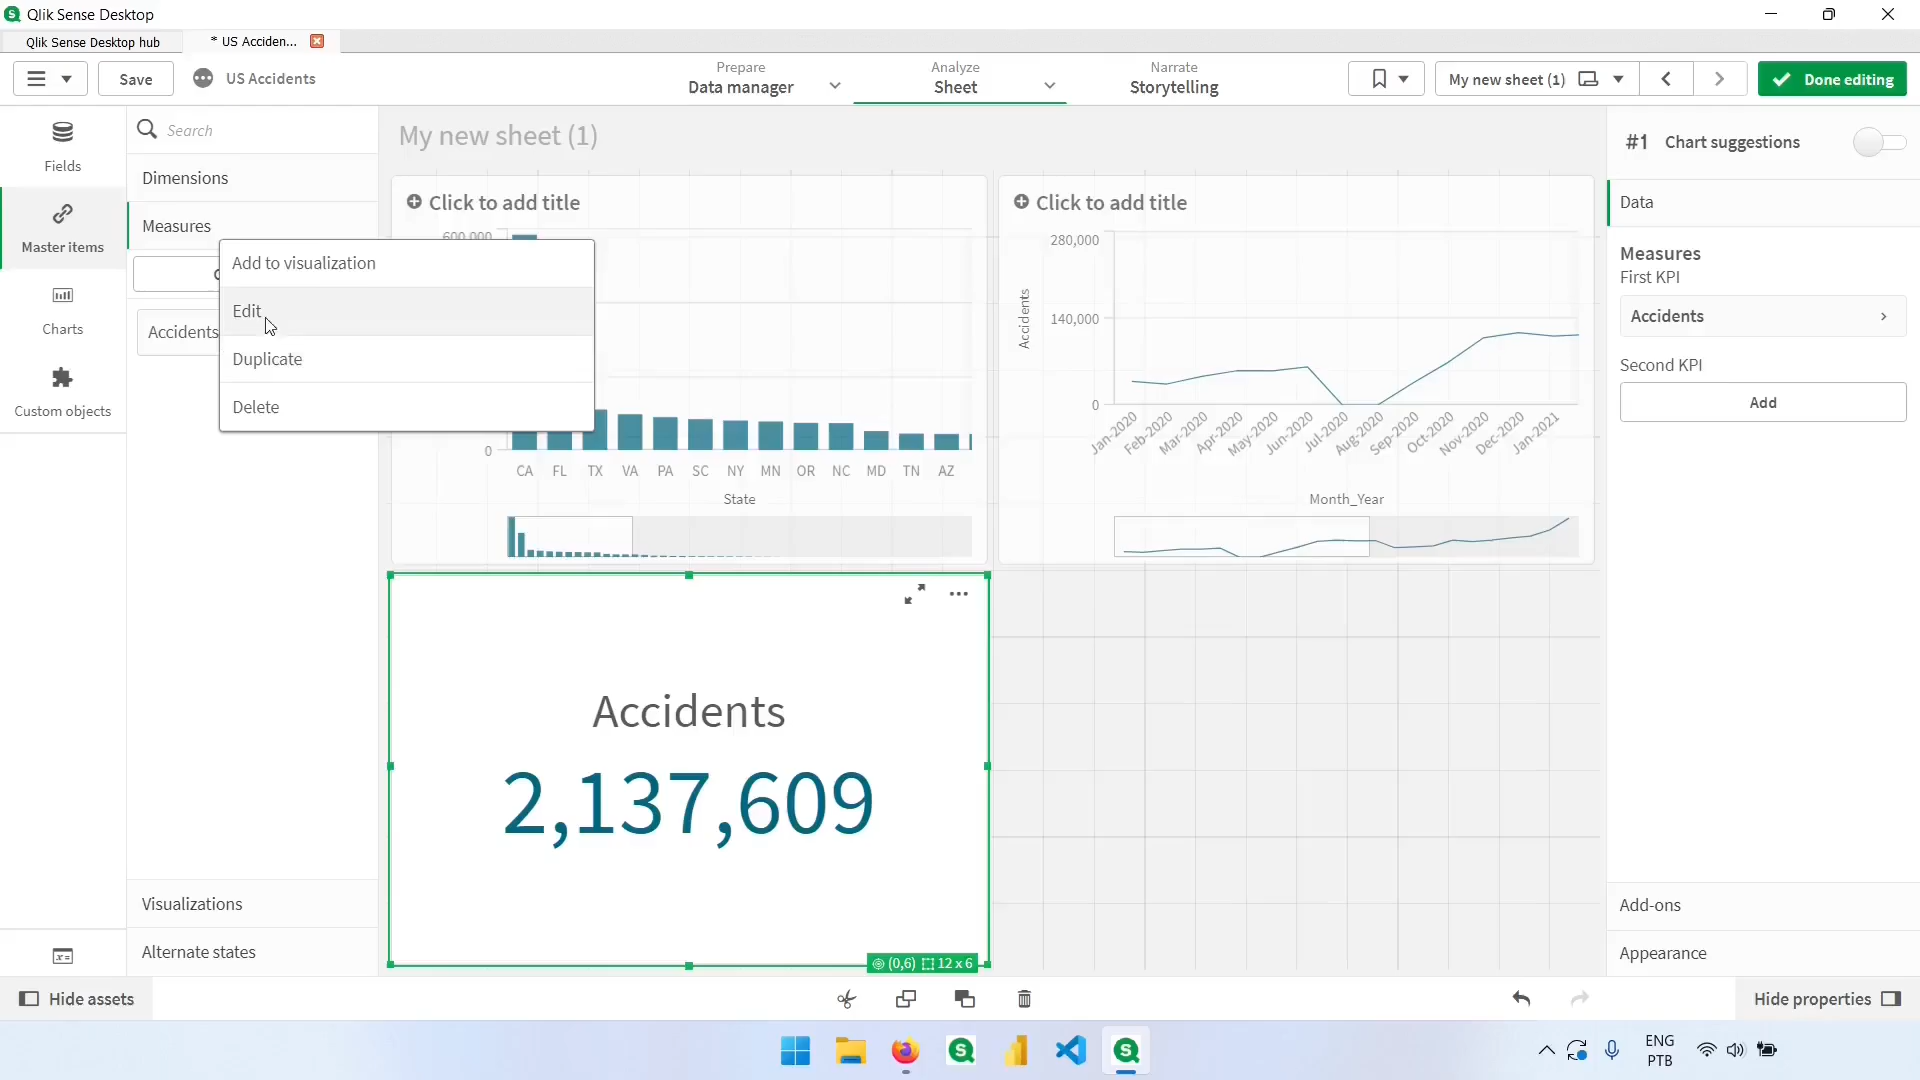 Qlik Sense Desktop
Qlik Sense Desktop hub
* US Acciden...
Save
US Accidents
Prepare
Data manager
Analyze
Sheet
Narrate
Storytelling
My new sheet (1)
Done editing
Fields
Master items
Charts
Custom objects
Search
Dimensions
Measures
Accidents
Add to visualization
Edit
Duplicate
Delete
Visualizations
Alternate states
My new sheet (1)
Click to add title
600,000
0
CA FL TX VA PA SC NY MN OR NC MD TN AZ
State
Click to add title
Accidents
280,000
140,000
0
Jan-2020 Feb-2020 Mar-2020 Apr-2020 May-2020 Jun-2020 Jul-2020 Aug-2020 Sep-2020 Oct-2020 Nov-2020 Dec-2020 Jan-2021
Month_Year
Accidents
2,137,609
(0,6) 12 x 6
#1 Chart suggestions
Data
Measures
First KPI
Accidents
Second KPI
Add
Add-ons
Appearance
Hide assets
Hide properties
ENG
PTB